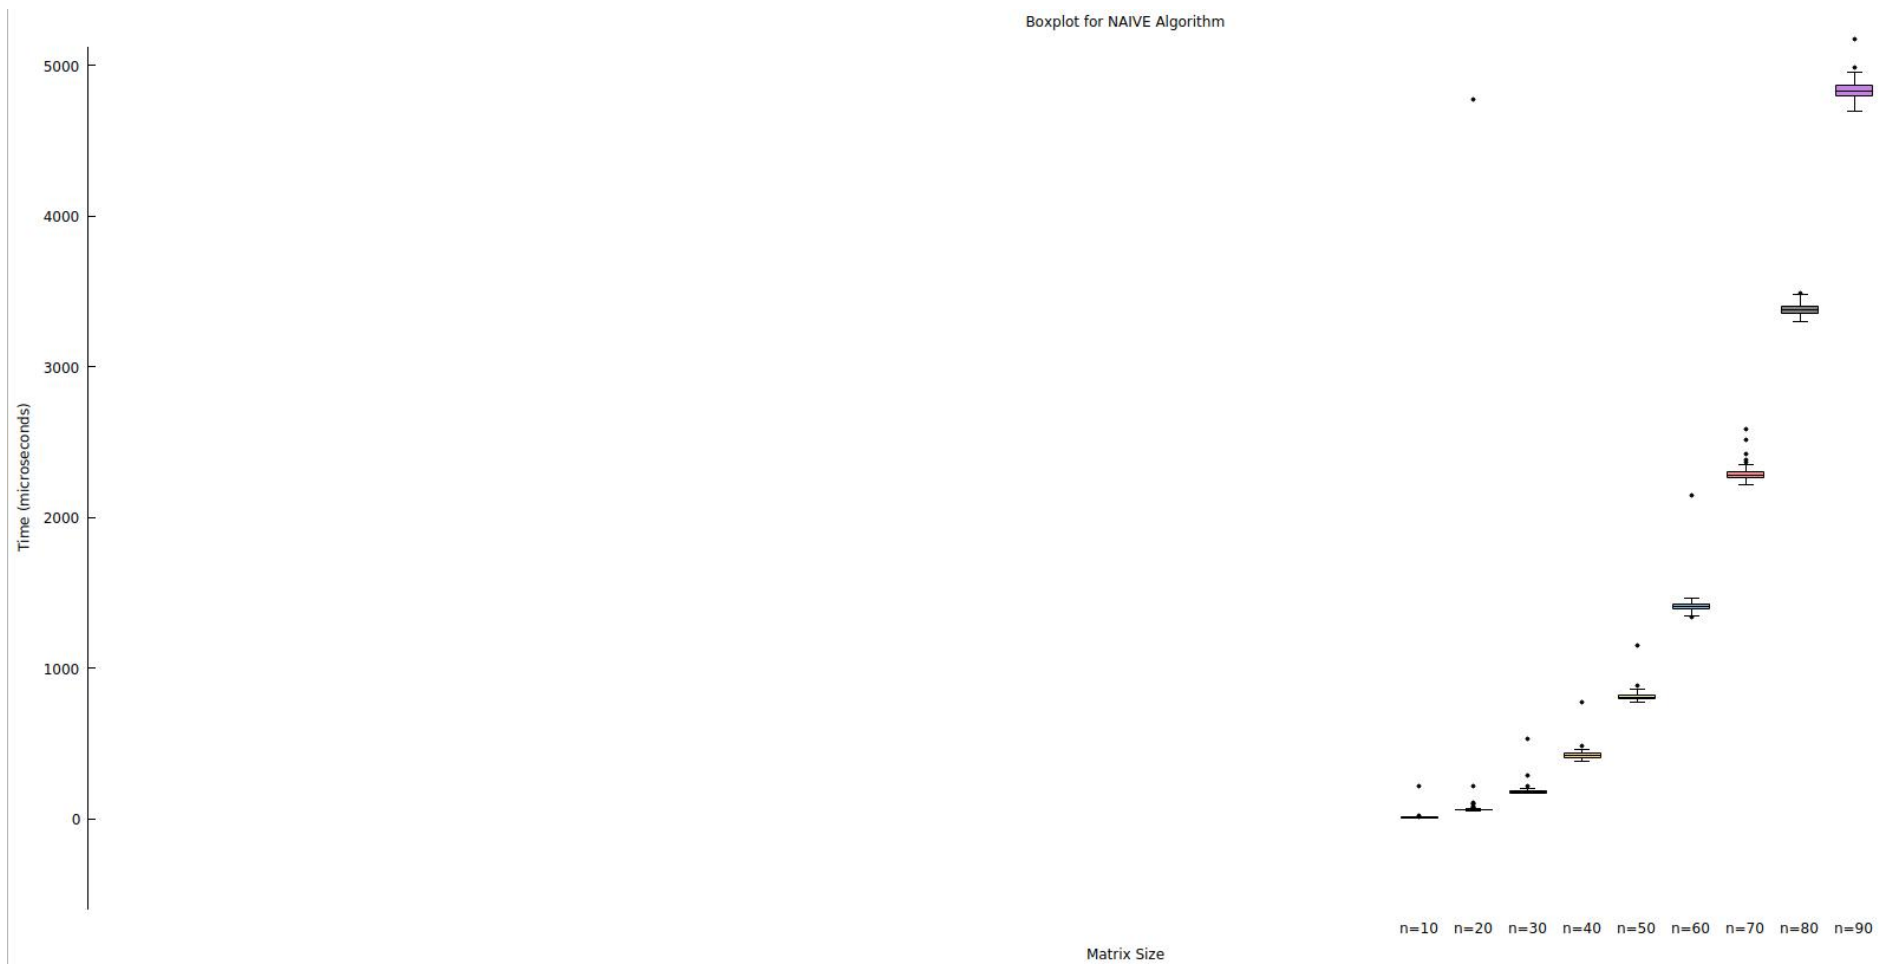 Boxplot for NAIVE Algorithm
5000
4000
3000
2000
1000
0
Time (microseconds)
n=10 n=20 n=30 n=40 n=50 n=60 n=70 n=80 n=90
Matrix Size